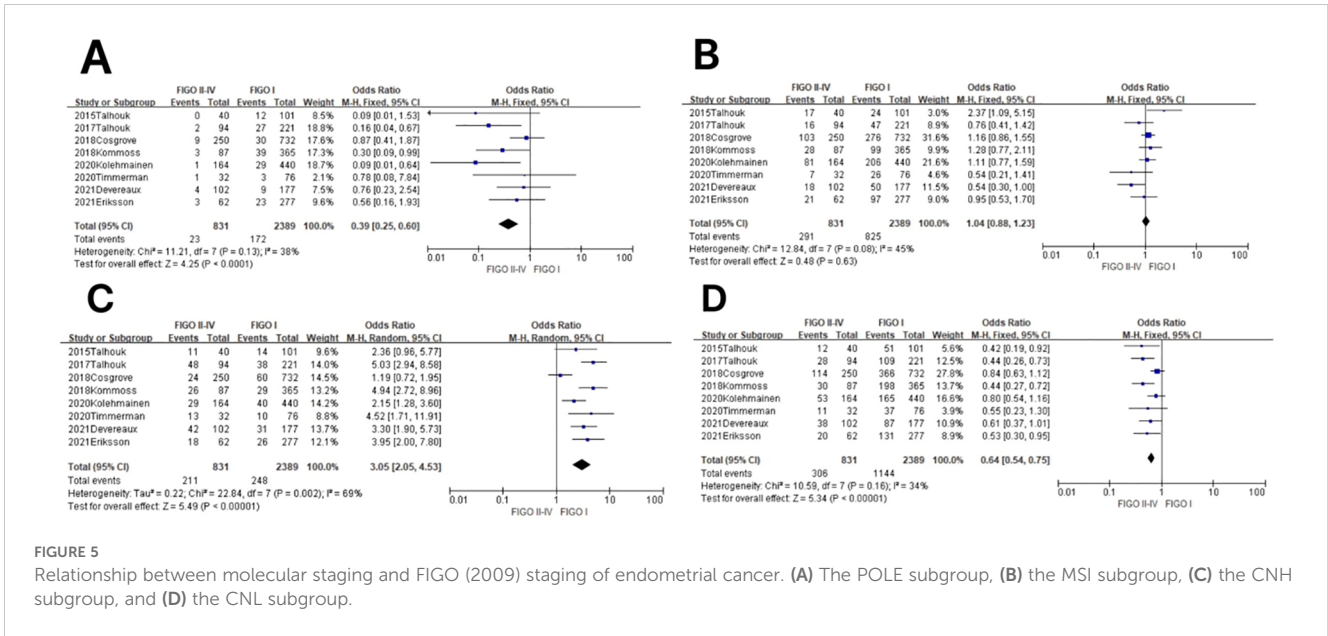 A
FIGO II-IV FIGO I Odds Ratio Odds Ratio
Study or Subgroup Events Total Events Total Weight M-H, Fixed, 95% CI M-H, Fixed, 95% CI
2015Talhouk 0 40 12 101 8.5% 0.09 [0.01, 1.53]
2017Talhouk 2 94 27 221 18.8% 0.16 [0.04, 0.67]
2018Cosgrove 9 250 30 732 17.6% 0.87 [0.41, 1.87]
2018Kommoss 3 87 39 365 17.2% 0.30 [0.09, 0.99]
2020Kolehmainen 1 164 29 440 18.7% 0.09 [0.01, 0.64]
2020Timmerman 1 32 3 76 2.1% 0.78 [0.08, 7.84]
2021Devereaux 4 102 9 177 7.6% 0.76 [0.23, 2.54]
2021Eriksson 3 62 23 277 9.6% 0.56 [0.16, 1.93]
Total (95% CI) 831 2389 100.0% 0.39 [0.25, 0.60]
Total events 23 172
Heterogeneity: Chi² = 11.21, df = 7 (P = 0.13); I² = 38%
Test for overall effect: Z = 4.25 (P < 0.0001)
0.01 0.1 1 10 100
FIGO II-IV FIGO I
B
FIGO II-IV FIGO I Odds Ratio Odds Ratio
Study or Subgroup Events Total Events Total Weight M-H, Fixed, 95% CI M-H, Fixed, 95% CI
2015Talhouk 17 40 24 101 3.0% 2.37 [1.09, 5.15]
2017Talhouk 16 94 47 221 8.9% 0.76 [0.41, 1.42]
2018Cosgrove 103 250 276 732 30.0% 1.16 [0.86, 1.55]
2018Kommoss 28 87 99 365 9.4% 1.28 [0.77, 2.11]
2020Kolehmainen 81 164 206 440 21.6% 1.11 [0.77, 1.59]
2020Timmerman 7 32 26 76 3.7% 0.54 [0.21, 1.41]
2021Devereaux 18 102 50 177 11.5% 0.54 [0.30, 1.00]
2021Eriksson 21 62 97 277 9.0% 0.95 [0.53, 1.70]
Total (95% CI) 831 2389 100.0% 1.04 [0.88, 1.23]
Total events 291 825
Heterogeneity: Chi² = 12.84, df = 7 (P = 0.08); I² = 45%
Test for overall effect: Z = 0.48 (P = 0.63)
0.01 0.1 1 10 100
FIGO II-IV FIGO I
C
FIGO II-IV FIGO I Odds Ratio Odds Ratio
Study or Subgroup Events Total Events Total Weight M-H, Random, 95% CI M-H, Random, 95% CI
2015Talhouk 11 40 14 101 9.6% 2.36 [0.96, 5.77]
2017Talhouk 48 94 38 221 14.0% 5.03 [2.94, 8.58]
2018Cosgrove 24 250 60 732 14.5% 1.19 [0.72, 1.95]
2018Kommoss 26 87 29 365 13.2% 4.94 [2.72, 8.96]
2020Kolehmainen 29 164 40 440 14.1% 2.15 [1.28, 3.60]
2020Timmerman 13 32 10 76 8.8% 4.52 [1.71, 11.91]
2021Devereaux 42 102 31 177 13.7% 3.30 [1.90, 5.73]
2021Eriksson 18 62 26 277 12.1% 3.95 [2.00, 7.80]
Total (95% CI) 831 2389 100.0% 3.05 [2.05, 4.53]
Total events 211 248
Heterogeneity: Tau² = 0.22; Chi² = 22.84, df = 7 (P = 0.002); I² = 69%
Test for overall effect: Z = 5.49 (P < 0.00001)
0.01 0.1 1 10 100
FIGO II-IV FIGO I
D
FIGO II-IV FIGO I Odds Ratio Odds Ratio
Study or Subgroup Events Total Events Total Weight M-H, Fixed, 95% CI M-H, Fixed, 95% CI
2015Talhouk 12 40 51 101 5.6% 0.42 [0.19, 0.92]
2017Talhouk 28 94 109 221 11.0% 0.44 [0.26, 0.73]
2018Cosgrove 114 250 366 732 27.8% 0.84 [0.63, 1.12]
2018Kommoss 30 87 198 365 13.7% 0.44 [0.27, 0.72]
2020Kolehmainen 53 164 165 440 16.6% 0.80 [0.54, 1.16]
2020Timmerman 11 32 37 76 3.9% 0.55 [0.23, 1.30]
2021Devereaux 38 102 87 177 10.9% 0.61 [0.37, 1.01]
2021Eriksson 20 62 131 277 8.9% 0.53 [0.30, 0.95]
Total (95% CI) 831 2389 100.0% 0.64 [0.54, 0.75]
Total events 306 1144
Heterogeneity: Chi² = 10.59, df = 7 (P = 0.16); I² = 34%
Test for overall effect: Z = 5.34 (P < 0.00001)
0.01 0.1 1 10 100
FIGO II-IV FIGO I
FIGURE 5
Relationship between molecular staging and FIGO (2009) staging of endometrial cancer. (A) The POLE subgroup, (B) the MSI subgroup, (C) the CNH
subgroup, and (D) the CNL subgroup.